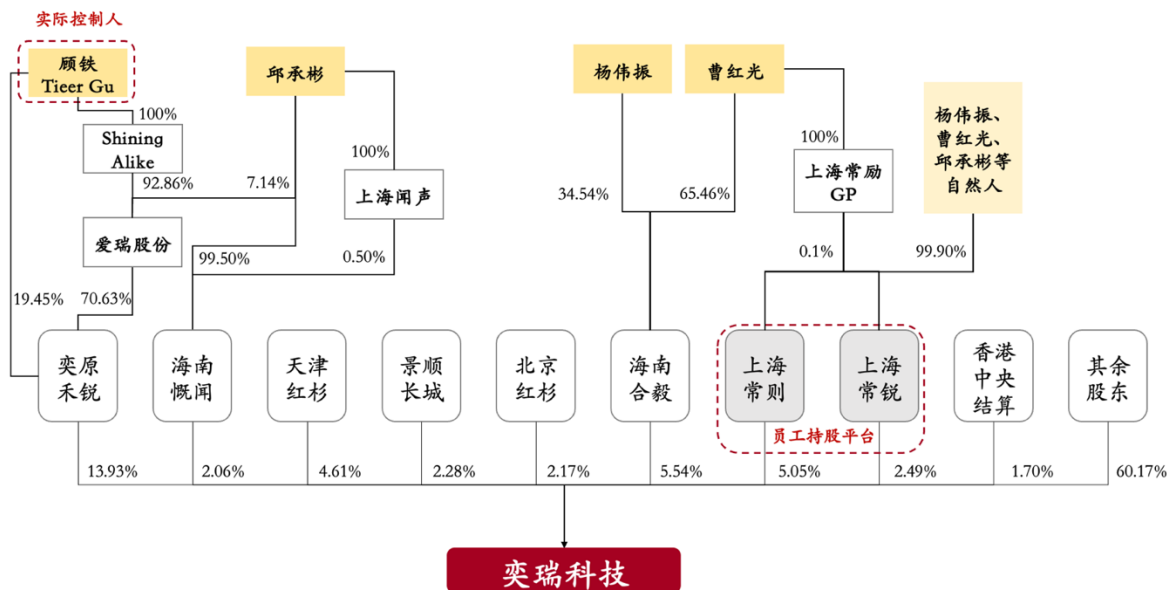 实际控制人
顾铁
Tieer Gu
邱承彬
杨伟振
曹红光
100%
Shining
Alike
100%
100%
杨伟振、
曹红光、
邱承彬等
自然人
92.86%
7.14%
上海闻声
34.54%
65.46%
上海常励
GP
爱瑞股份
99.50%
0.50%
0.1%
99.90%
19.45%
70.63%
奕原
禾锐
海南
慨闻
天津
红杉
景顺
长城
北京
红杉
海南
合毅
上海
常则
上海
常锐
香港
中央
结算
其余
股东
员工持股平台
13.93%
2.06%
4.61%
2.28%
2.17%
5.54%
5.05%
2.49%
1.70%
60.17%
奕瑞科技